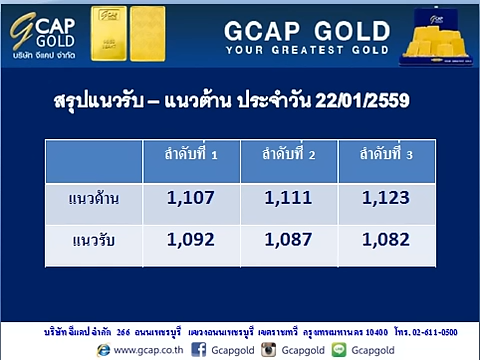 GCAP
GOLD
บริษัท จีแคป จำกัด
GCAP GOLD
YOUR GREATEST GOLD
สรุปแนวรับ – แนวต้าน ประจำวัน 22/01/2559
ลำดับที่ 1 ลำดับที่ 2 ลำดับที่ 3
แนวต้าน 1,107 1,111 1,123
แนวรับ 1,092 1,087 1,082
บริษัท จีแคป จำกัด 266 ถนนเพชรบุรี แขวงถนนเพชรบุรี เขตราชเทวี กรุงเทพมหานคร 10400 โทร. 02-611-0500
www.gcap.co.th Gcapgold Gcapgold Gcapgold